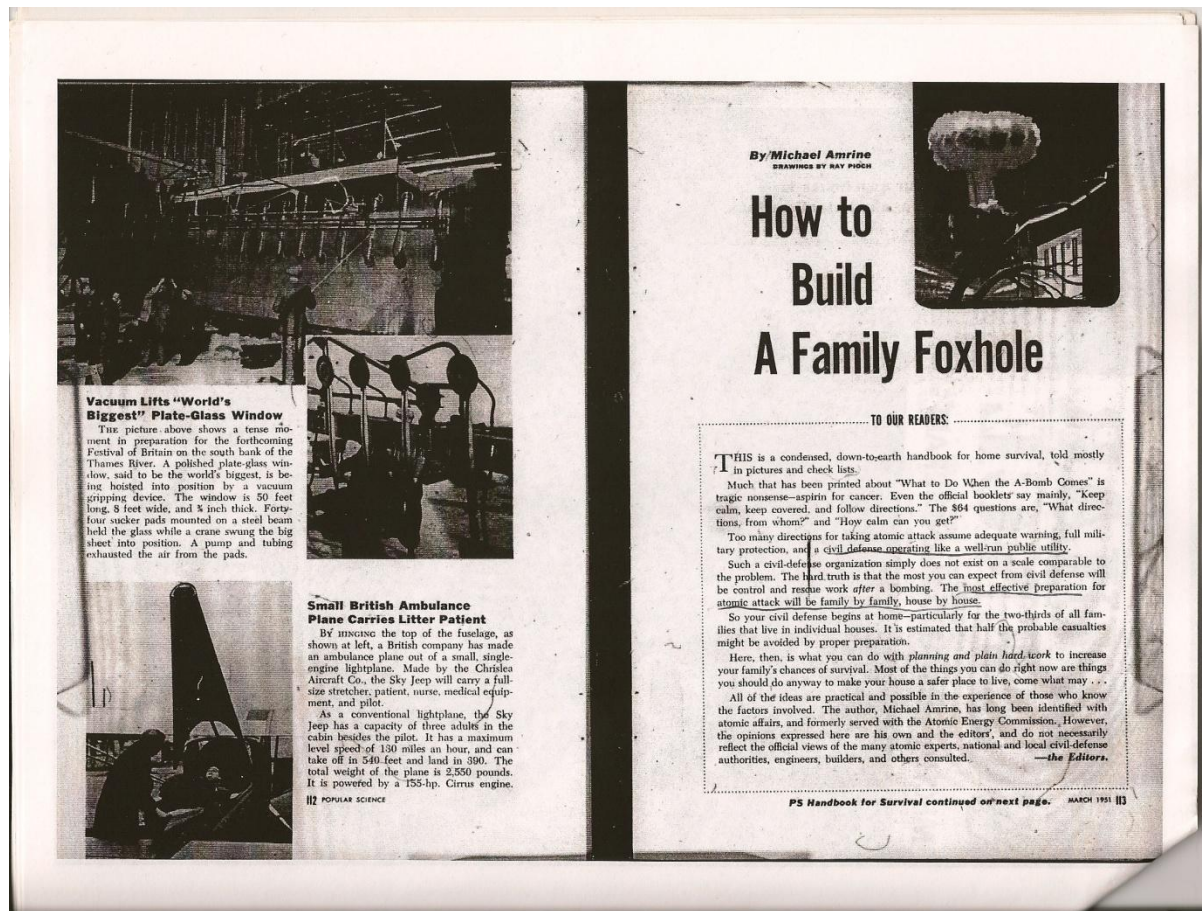 Vacuum Lifts "World's
Biggest" Plate-Glass Window
THE picture above shows a tense mo-
ment in preparation for the forthcoming
Festival of Britain on the south bank of the
Thames River. A polished plate-glass win-
dow, said to be the world's biggest, is be-
ing hoisted into position by a vacuum
gripping device. The window is 50 feet
long, 8 feet wide, and ⅜ inch thick. Forty-
four sucker pads mounted on a steel beam
held the glass while a crane swung the big
sheet into position. A pump and tubing
exhausted the air from the pads.
Small British Ambulance
Plane Carries Litter Patient
BY HINGING the top of the fuselage, as
shown at left, a British company has made
an ambulance plane out of a small, single-
engine lightplane. Made by the Chrislea
Aircraft Co., the Sky Jeep will carry a full-
size stretcher, patient, nurse, medical equip-
ment, and pilot.
As a conventional lightplane, the Sky
Jeep has a capacity of three adults in the
cabin besides the pilot. It has a maximum
level speed of 130 miles an hour, and can
take off in 540 feet and land in 390. The
total weight of the plane is 2,550 pounds.
It is powered by a 155-hp. Cirrus engine.
112 POPULAR SCIENCE
By Michael Amrine
DRAWINGS BY RAY PIOCH
How to
Build
A Family Foxhole
TO OUR READERS:
THIS is a condensed, down-to-earth handbook for home survival, told mostly
in pictures and check lists.
Much that has been printed about "What to Do When the A-Bomb Comes" is
tragic nonsense—aspirin for cancer. Even the official booklets say mainly, "Keep
calm, keep covered, and follow directions." The $64 questions are, "What direc-
tions, from whom?" and "How calm can you get?"
Too many directions for taking atomic attack assume adequate warning, full mili-
tary protection, and a civil defense operating like a well-run public utility.
Such a civil-defense organization simply does not exist on a scale comparable to
the problem. The hard truth is that the most you can expect from civil defense will
be control and rescue work after a bombing. The most effective preparation for
atomic attack will be family by family, house by house.
So your civil defense begins at home—particularly for the two-thirds of all fam-
ilies that live in individual houses. It is estimated that half the probable casualties
might be avoided by proper preparation.
Here, then, is what you can do with planning and plain hard work to increase
your family's chances of survival. Most of the things you can do right now are things
you should do anyway to make your house a safer place to live, come what may . . .
All of the ideas are practical and possible in the experience of those who know
the factors involved. The author, Michael Amrine, has long been identified with
atomic affairs, and formerly served with the Atomic Energy Commission. However,
the opinions expressed here are his own and the editors', and do not necessarily
reflect the official views of the many atomic experts, national and local civil-defense
authorities, engineers, builders, and others consulted. —the Editors.
PS Handbook for Survival continued on next page. MARCH 1951 113